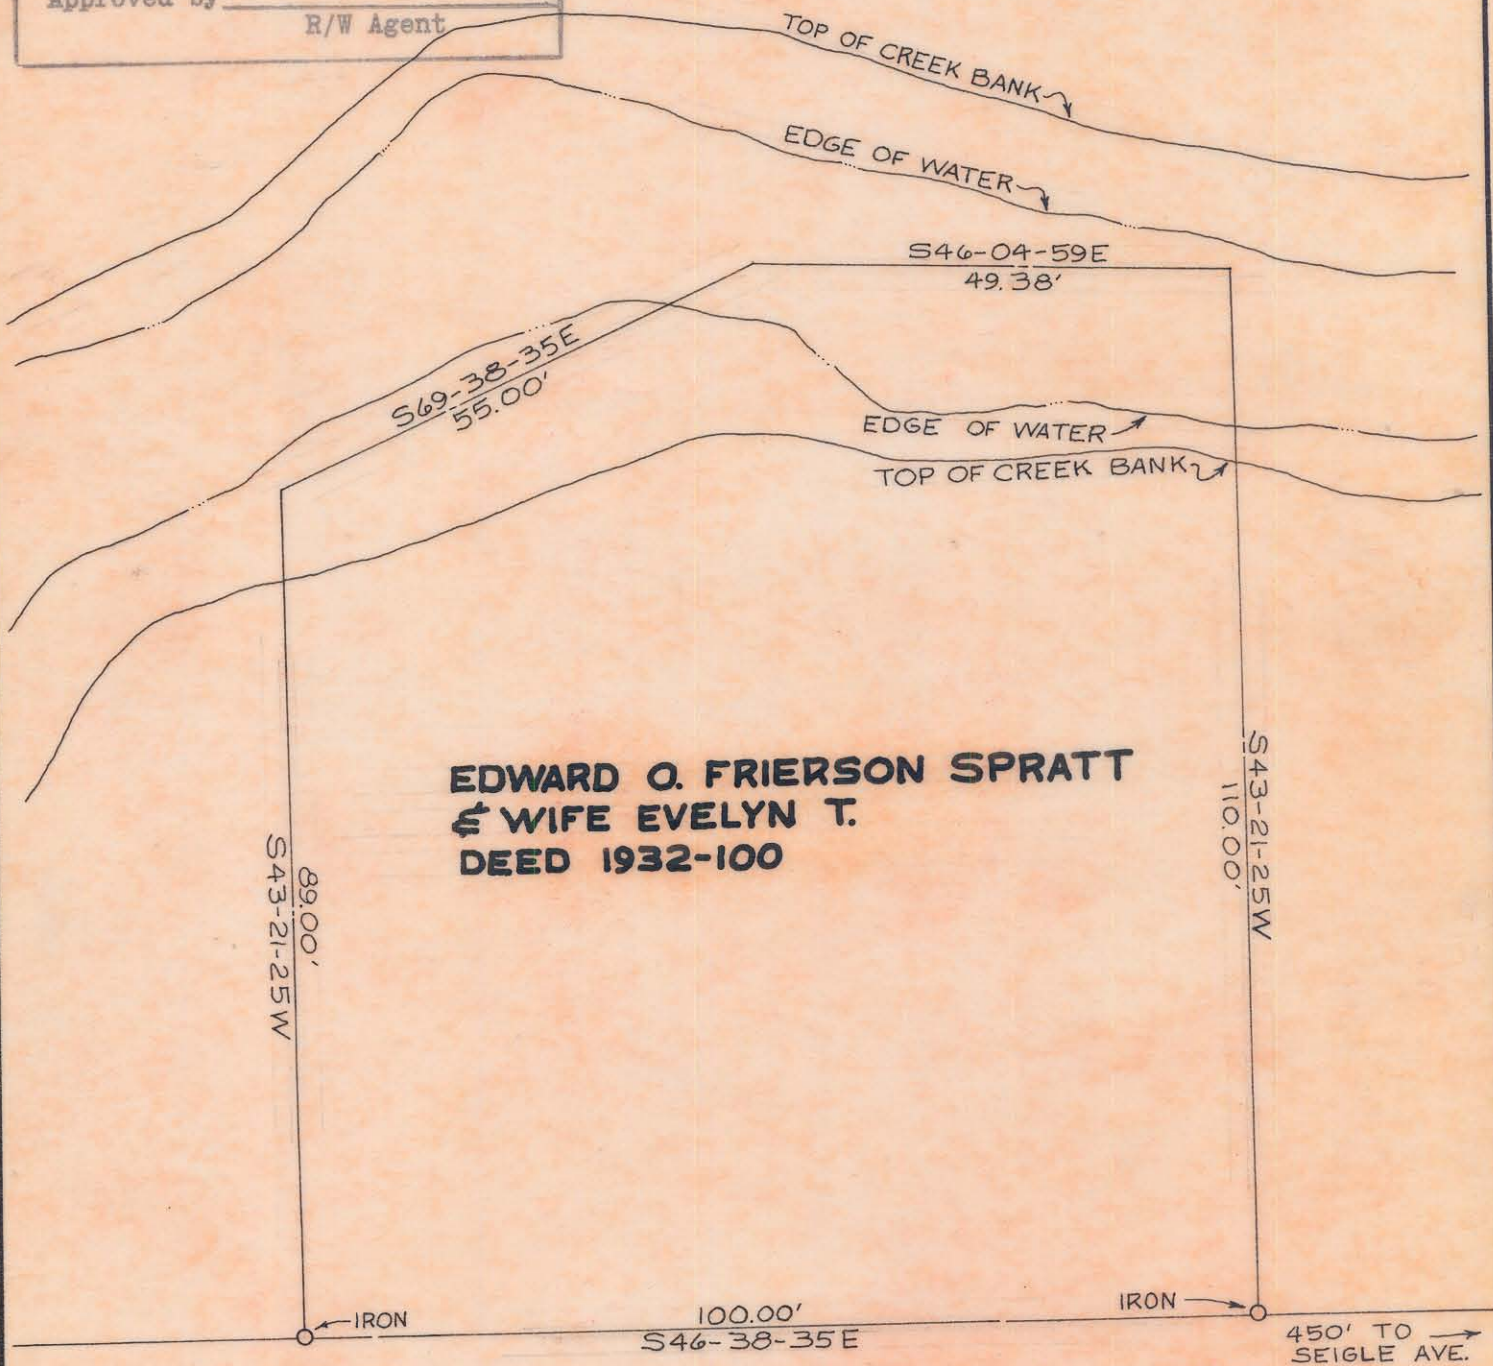 Approved by
R/W Agent
TOP OF CREEK BANK
EDGE OF WATER
S46-04-59E
49.38'
S69-38-35E
55.00'
EDGE OF WATER
TOP OF CREEK BANK
EDWARD O. FRIERSON SPRATT
& WIFE EVELYN T.
DEED 1932-100
S43-21-25W
110.00'
89.00'
S43-21-25W
IRON
100.00'
S46-38-35E
IRON
450' TO
SEIGLE AVE.